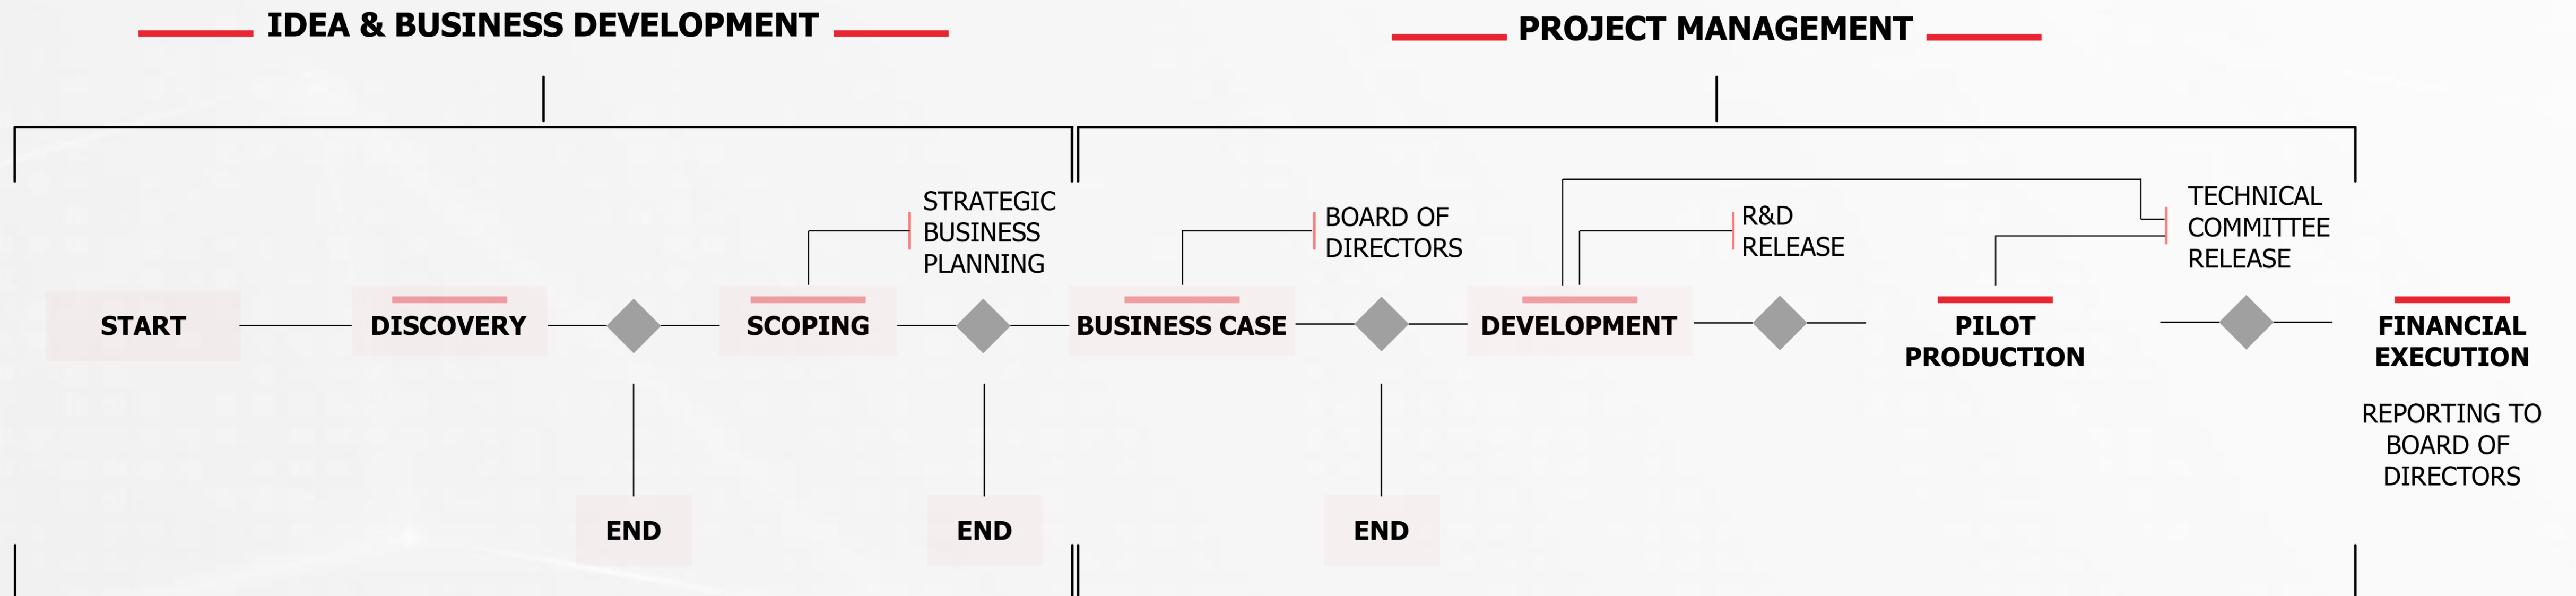 IDEA & BUSINESS DEVELOPMENT
PROJECT MANAGEMENT
STRATEGIC
BUSINESS
PLANNING
BOARD OF
DIRECTORS
R&D
RELEASE
TECHNICAL
COMMITTEE
RELEASE
START
DISCOVERY
SCOPING
BUSINESS CASE
DEVELOPMENT
PILOT
PRODUCTION
FINANCIAL
EXECUTION
REPORTING TO
BOARD OF
DIRECTORS
END
END
END